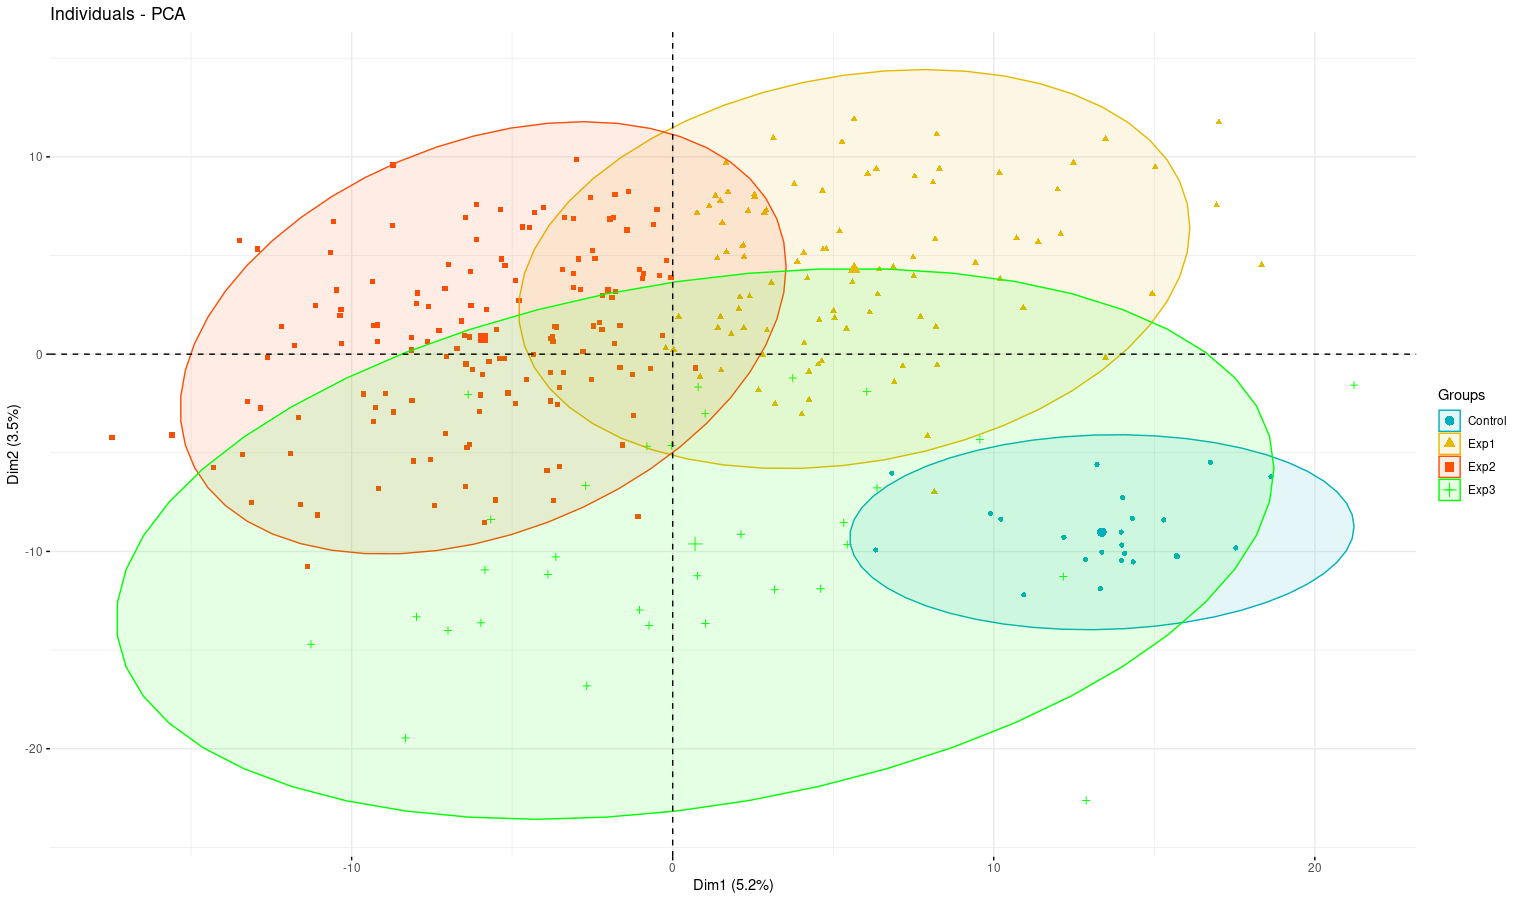 Individuals - PCA
10
0
-10
-20
Dim2 (3.5%)
-10
0
10
20
Dim1 (5.2%)
Groups
Control
Exp1
Exp2
Exp3